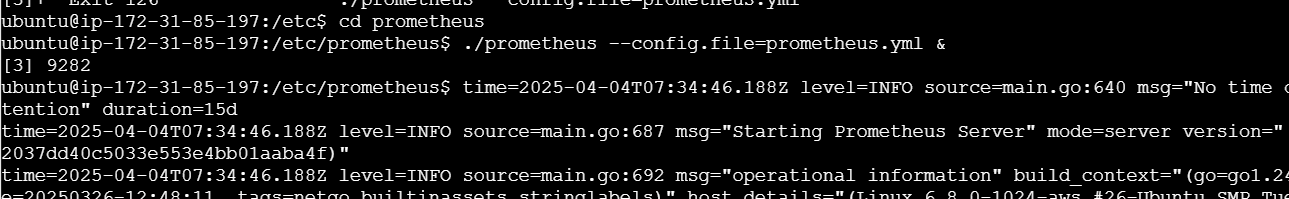 [3]+  Exit 126                ./prometheus --config.file=prometheus.yml
ubuntu@ip-172-31-85-197:/etc$ cd prometheus
ubuntu@ip-172-31-85-197:/etc/prometheus$ ./prometheus --config.file=prometheus.yml &
[3] 9282
ubuntu@ip-172-31-85-197:/etc/prometheus$ time=2025-04-04T07:34:46.188Z level=INFO source=main.go:640 msg="No time
tention" duration=15d
time=2025-04-04T07:34:46.188Z level=INFO source=main.go:687 msg="Starting Prometheus Server" mode=server version="
2037dd40c5033e553e4bb01aaba4f)"
time=2025-04-04T07:34:46.188Z level=INFO source=main.go:692 msg="operational information" build_context="(go=go1.24
e=20250326-12:48:11, tags=netgo,builtinassets,stringlabels)" host_details="(Linux 6.8.0-1024-aws #26-Ubuntu SMP Tue